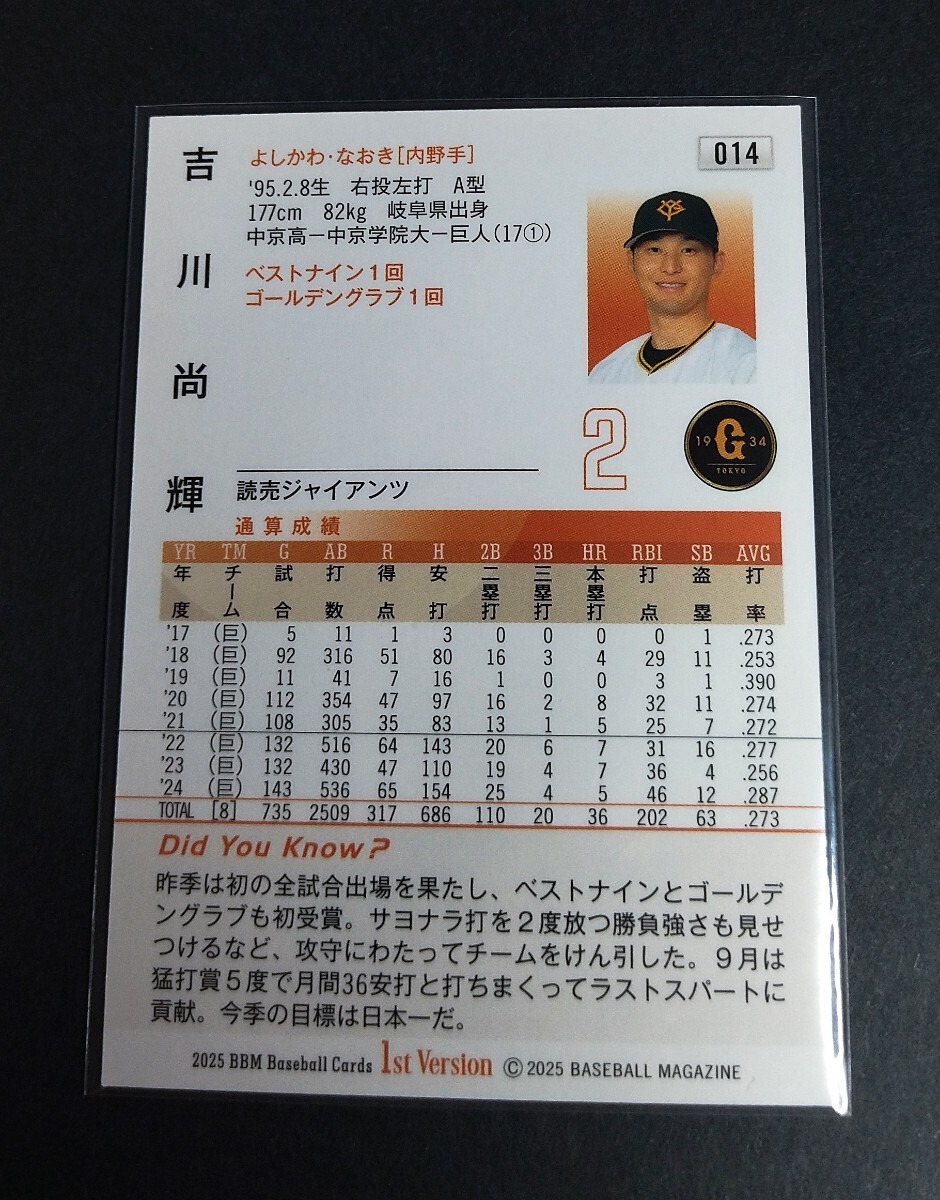 吉川尚輝
よしかわ・なおき[内野手]
014
'95.2.8生 右投左打 A型
177cm 82kg 岐阜県出身
中京高ー中京学院大ー巨人(17①)
ベストナイン1回
ゴールデングラブ1回
YG
2
19 G 34
TOKYO
読売ジャイアンツ
通算成績
YR TM G AB R H 2B 3B HR RBI SB AVG
年度 チーム 試合 打数 得点 安打 二塁打 三塁打 本塁打 打点 盗塁 打率
'17 (巨) 5 11 1 3 0 0 0 0 1 .273
'18 (巨) 92 316 51 80 16 3 4 29 11 .253
'19 (巨) 11 41 7 16 1 0 0 3 1 .390
'20 (巨) 112 354 47 97 16 2 8 32 11 .274
'21 (巨) 108 305 35 83 13 1 5 25 7 .272
'22 (巨) 132 516 64 143 20 6 7 31 16 .277
'23 (巨) 132 430 47 110 19 4 7 36 4 .256
'24 (巨) 143 536 65 154 25 4 5 46 12 .287
TOTAL [8] 735 2509 317 686 110 20 36 202 63 .273
Did You Know?
昨季は初の全試合出場を果たし、ベストナインとゴールデ
ングラブも初受賞。サヨナラ打を2度放つ勝負強さも見せ
つけるなど、攻守にわたってチームをけん引した。9月は
猛打賞5度で月間36安打と打ちまくってラストスパートに
貢献。今季の目標は日本一だ。
2025 BBM Baseball Cards 1st Version © 2025 BASEBALL MAGAZINE